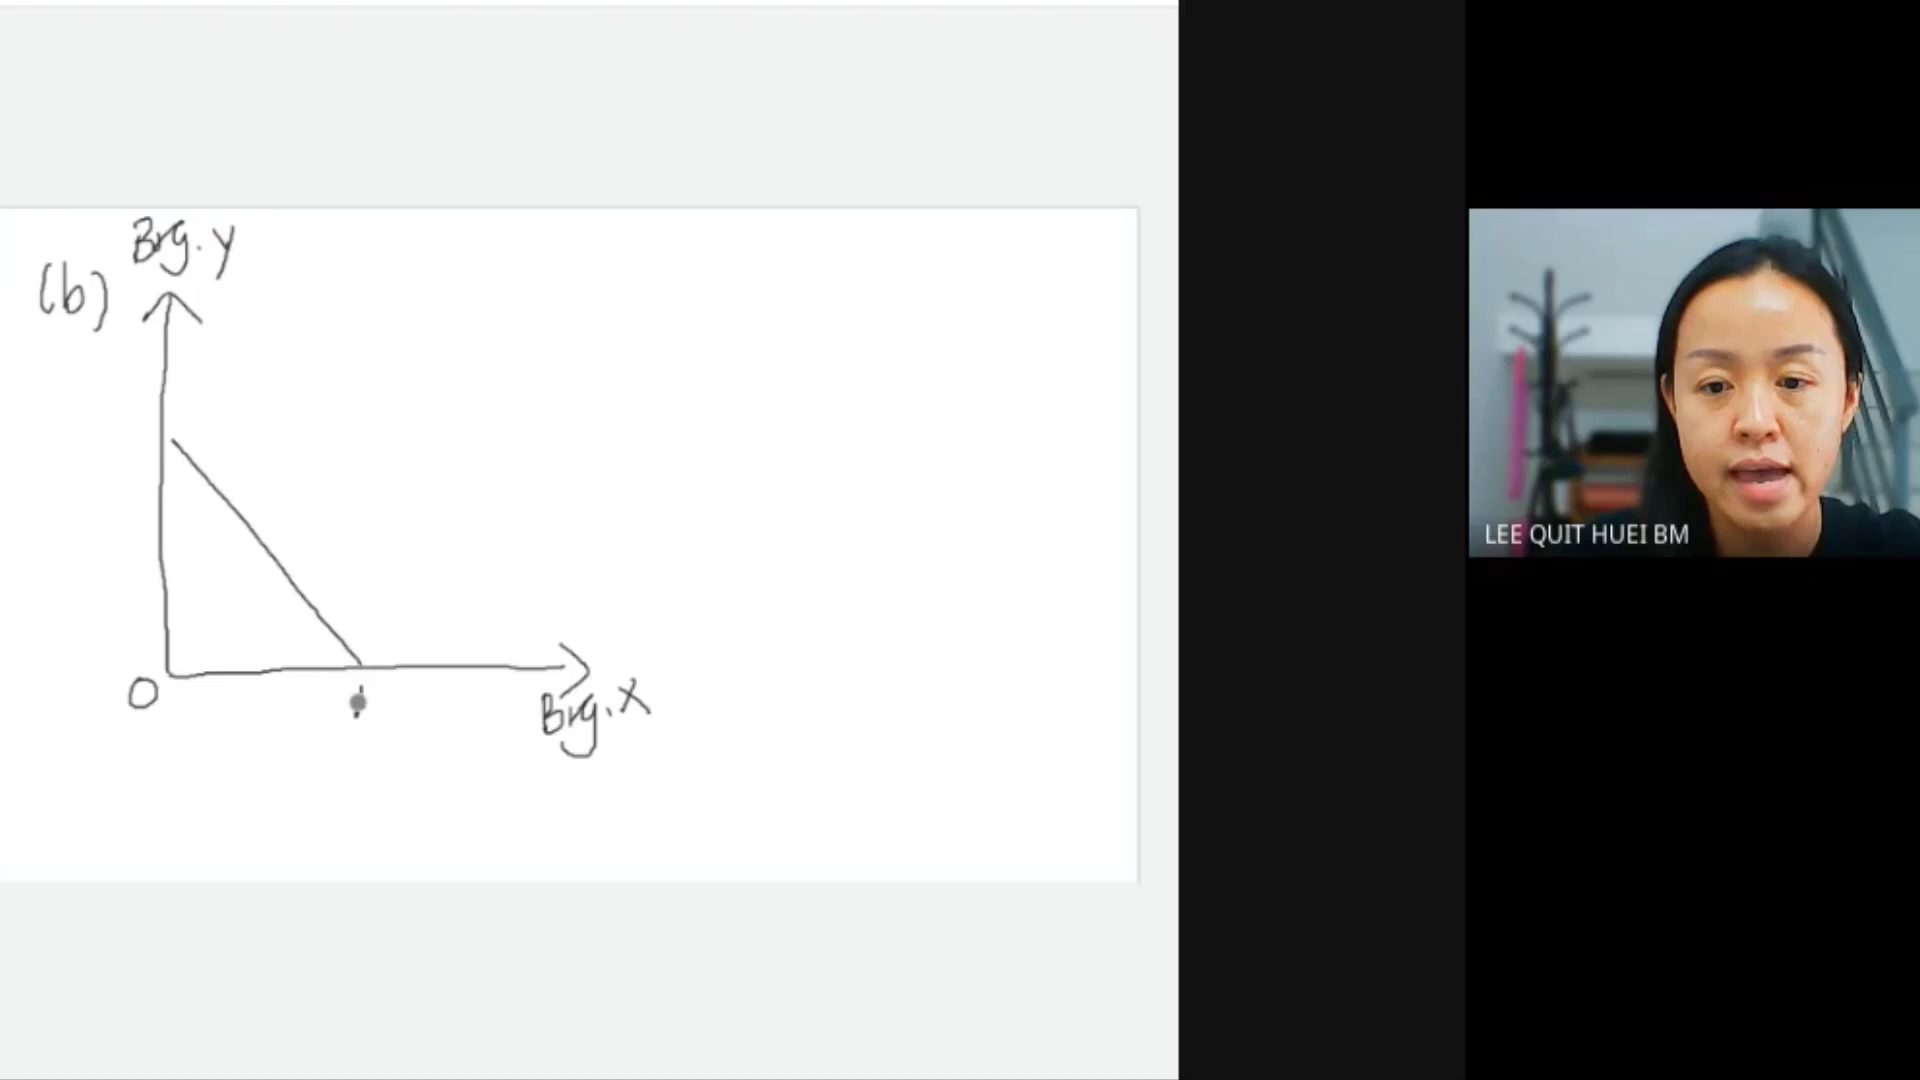 Brg. y
(b)
O
Brg. X
LEE QUIT HUEI BM